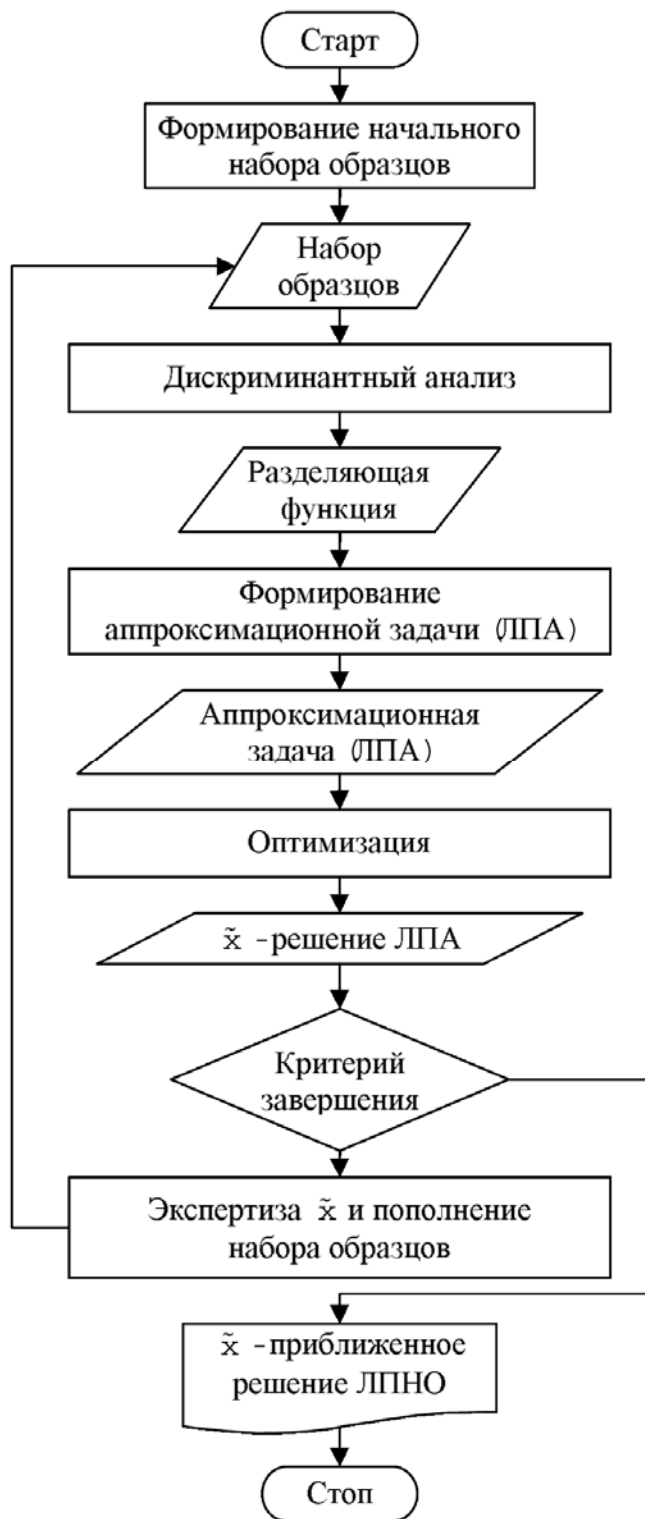 Старт
Формирование начального
набора образцов
Набор
образцов
Дискриминантный анализ
Разделяющая
функция
Формирование
аппроксимационной задачи (ЛПА)
Аппроксимационная
задача (ЛПА)
Оптимизация
x̃ -решение ЛПА
Критерий
завершения
Экспертиза x̃ и пополнение
набора образцов
x̃ -приближенное
решение ЛПНО
Стоп